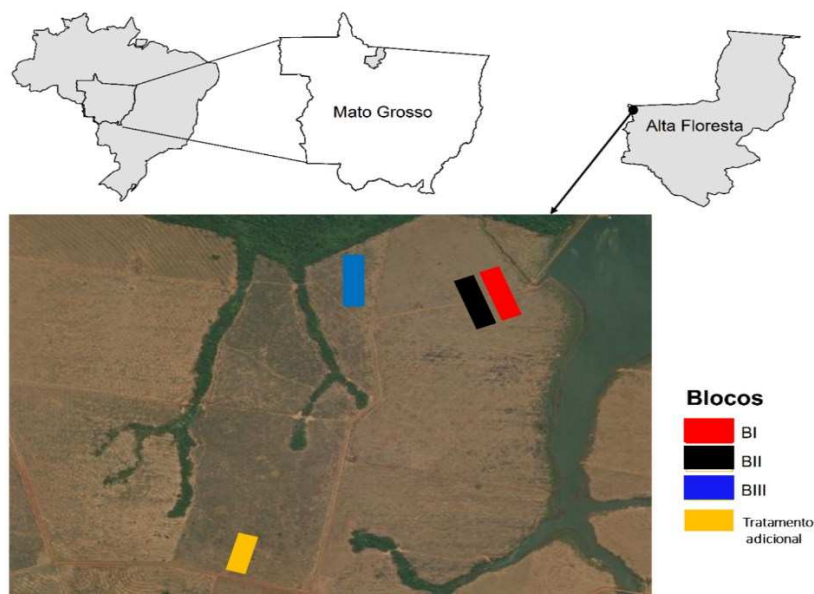 Mato Grosso
Alta Floresta
Blocos
BI
BII
BIII
Tratamento
adicional